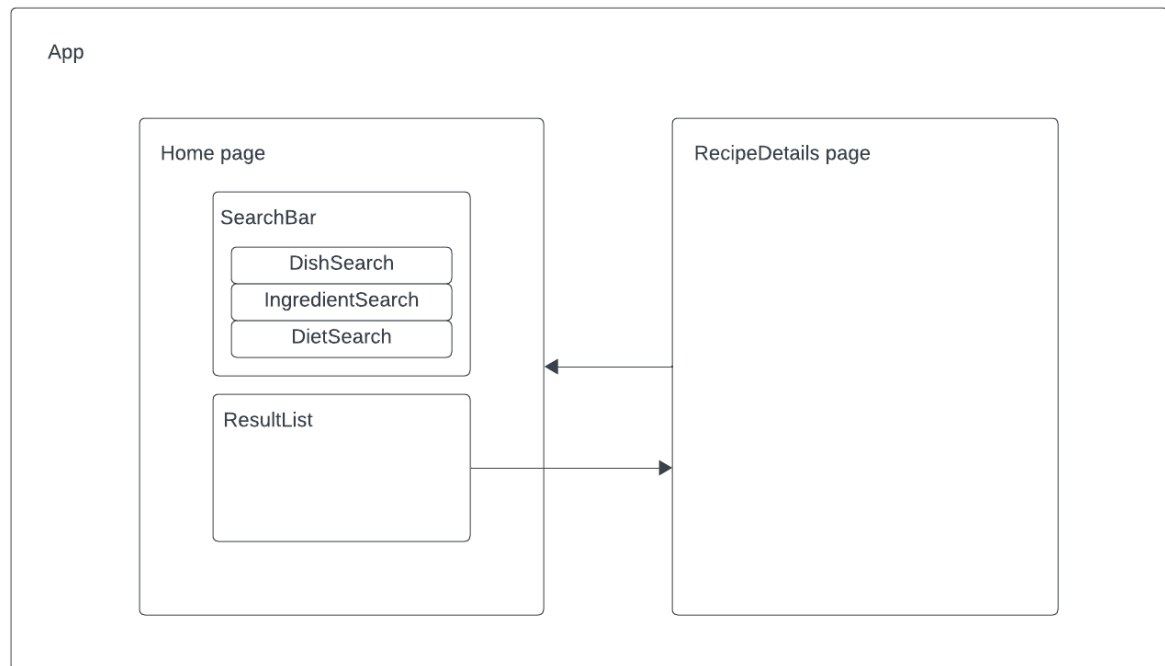 App
Home page
SearchBar
DishSearch
IngredientSearch
DietSearch
ResultList
RecipeDetails page